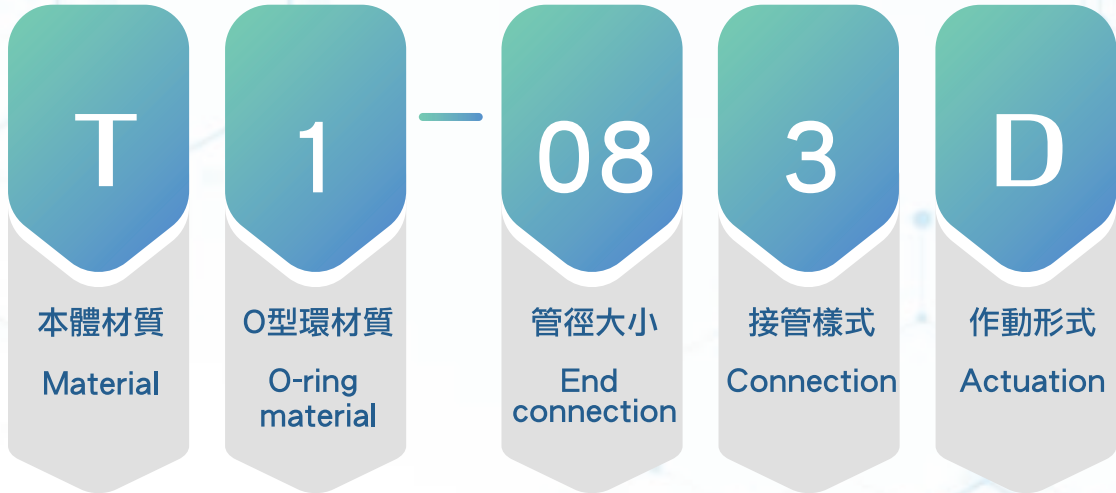 T
1
—
08
3
D
本體材質
Material
O型環材質
O-ring
material
管徑大小
End
connection
接管樣式
Connection
作動形式
Actuation